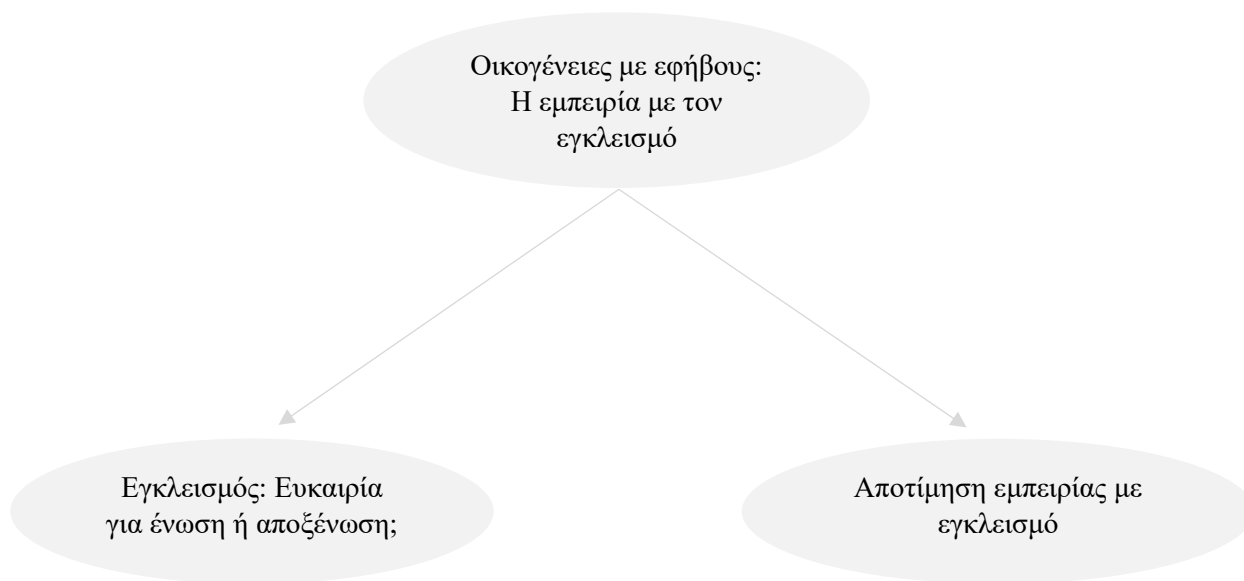 Οικογένειες με εφήβους:
Η εμπειρία με τον
εγκλεισμό
Εγκλεισμός: Ευκαιρία
για ένωση ή αποξένωση;
Αποτίμηση εμπειρίας με
εγκλεισμό